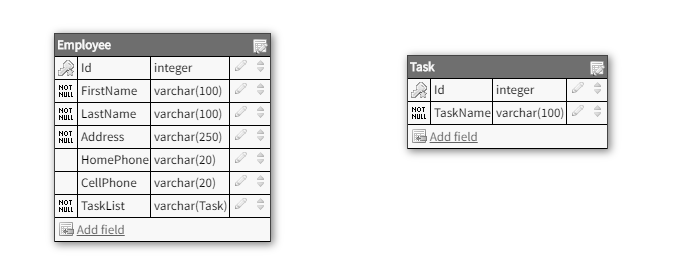 Employee
Id integer
NOT NULL FirstName varchar(100)
NOT NULL LastName varchar(100)
NOT NULL Address varchar(250)
HomePhone varchar(20)
CellPhone varchar(20)
NOT NULL TaskList varchar(Task)
Add field
Task
Id integer
NOT NULL TaskName varchar(100)
Add field